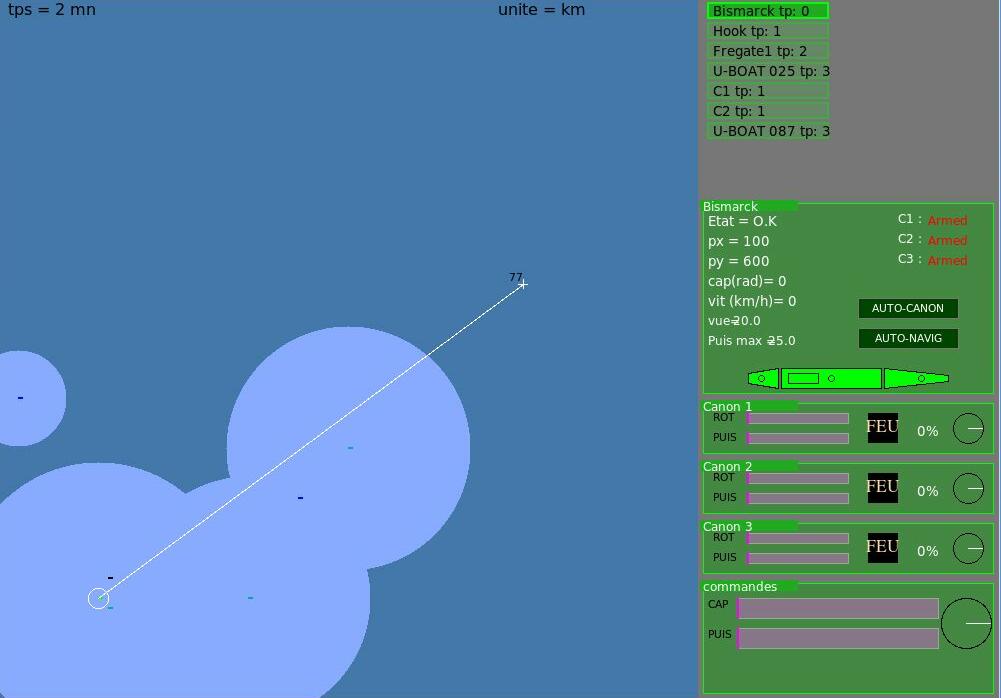 tps = 2 mn
unite = km
77
Bismarck tp: 0
Hook tp: 1
Fregate1 tp: 2
U-BOAT 025 tp: 3
C1 tp: 1
C2 tp: 1
U-BOAT 087 tp: 3
Bismarck
Etat = O.K
C1 : Armed
px = 100
C2 : Armed
py = 600
C3 : Armed
cap(rad)= 0
vit (km/h)= 0
AUTO-CANON
vue=20.0
Puis max =25.0
AUTO-NAVIG
Canon 1
ROT
PUIS
FEU
0%
Canon 2
ROT
PUIS
FEU
0%
Canon 3
ROT
PUIS
FEU
0%
commandes
CAP
PUIS